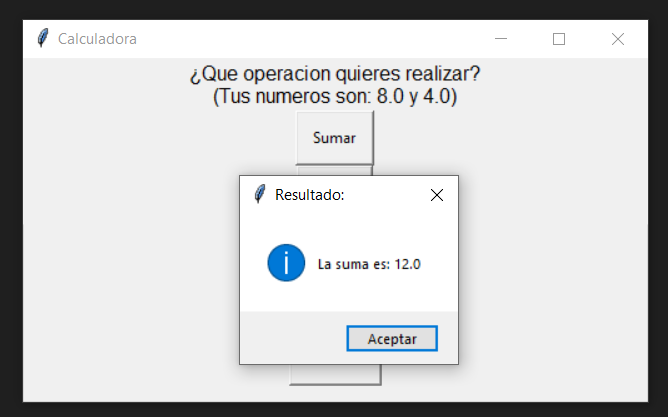 Calculadora
¿Que operacion quieres realizar?
(Tus numeros son: 8.0 y 4.0)
Sumar
Resultado:
La suma es: 12.0
Aceptar